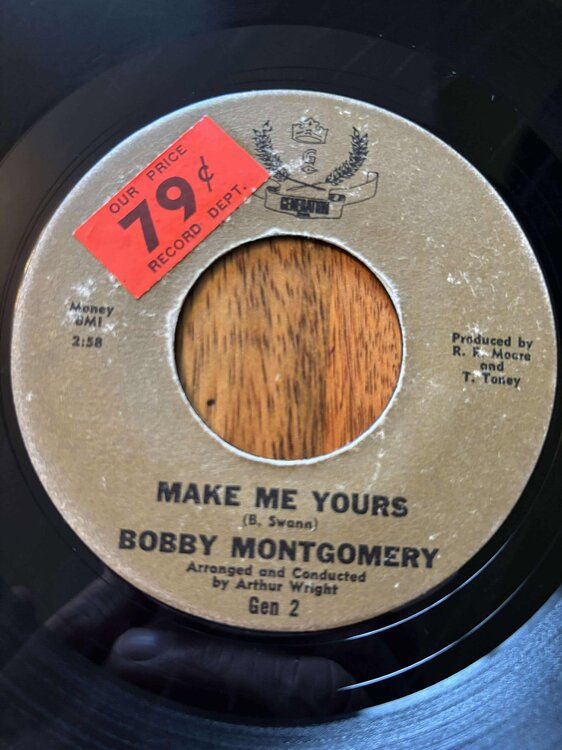 OUR PRICE
79¢
RECORD DEPT.
GENERATION
Money
BMI
2:58
Produced by
R. R. Moore
and
T. Toney
MAKE ME YOURS
(B. Swann)
BOBBY MONTGOMERY
Arranged and Conducted
by Arthur Wright
Gen 2